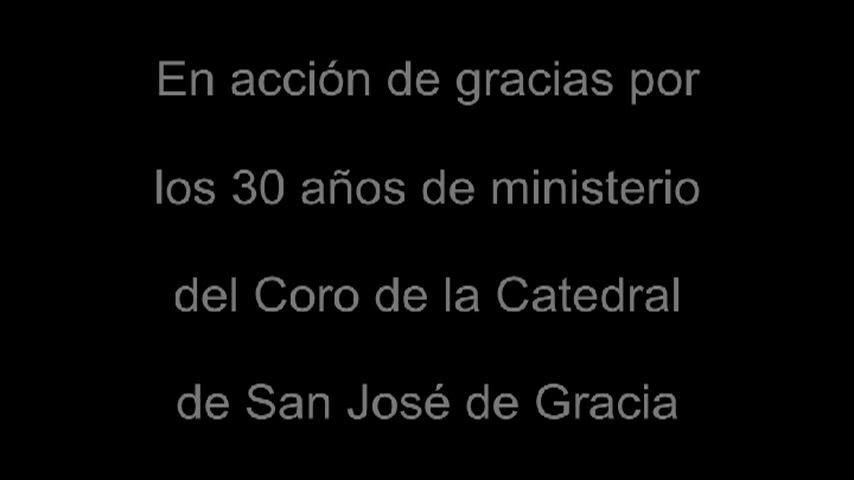 En acción de gracias por
los 30 años de ministerio
del Coro de la Catedral
de San José de Gracia